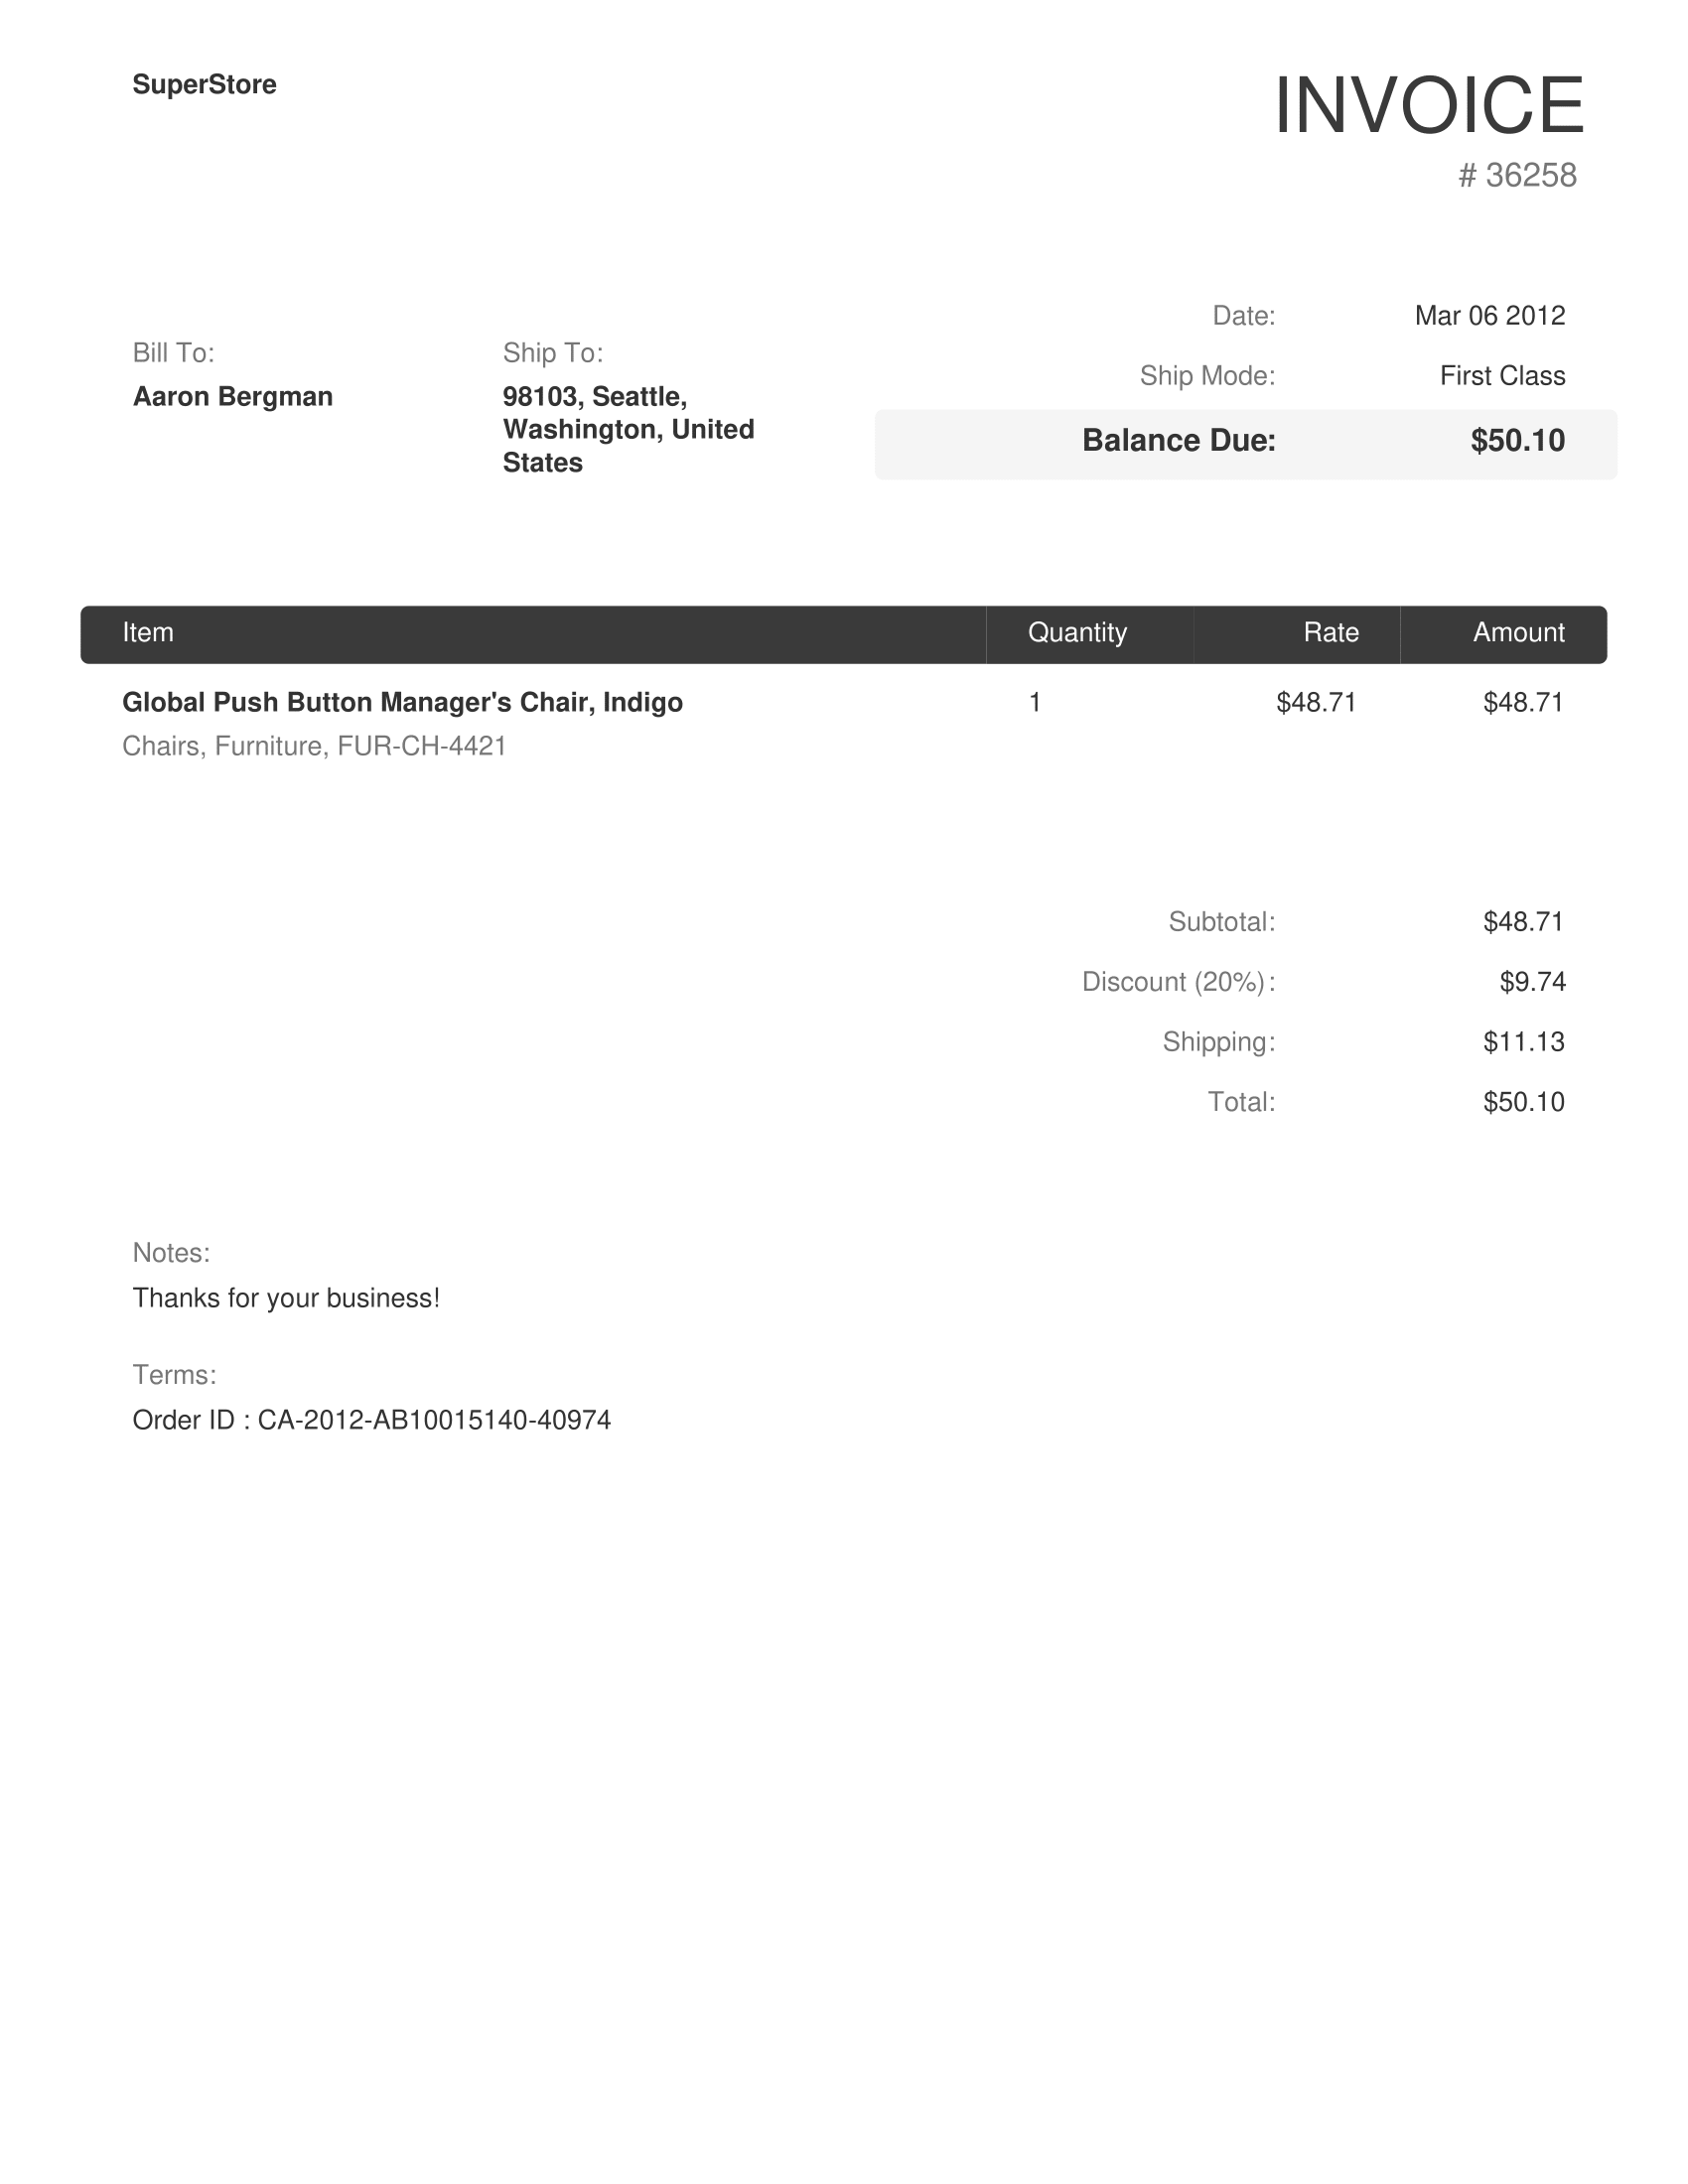 SuperStore
INVOICE
# 36258
Date: Mar 06 2012
Ship Mode: First Class
Balance Due: $50.10
Bill To:
Aaron Bergman
Ship To:
98103, Seattle,
Washington, United
States
Item Quantity Rate Amount
Global Push Button Manager's Chair, Indigo 1 $48.71 $48.71
Chairs, Furniture, FUR-CH-4421
Subtotal: $48.71
Discount (20%): $9.74
Shipping: $11.13
Total: $50.10
Notes:
Thanks for your business!
Terms:
Order ID : CA-2012-AB10015140-40974